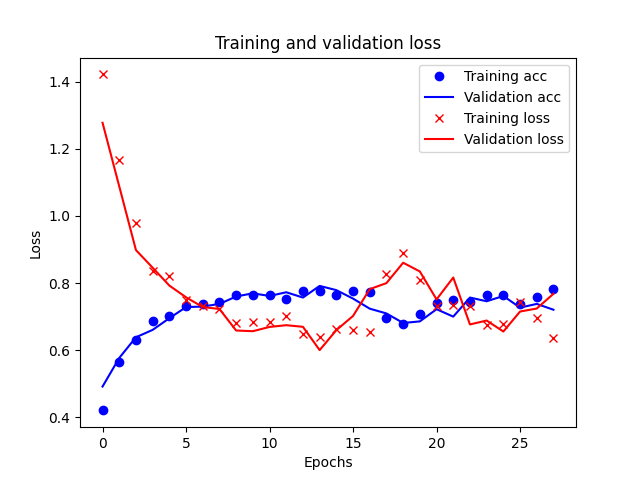 Training and validation loss
Training acc
Validation acc
Training loss
Validation loss
Loss
1.4
1.2
1.0
0.8
0.6
0.4
0 5 10 15 20 25
Epochs